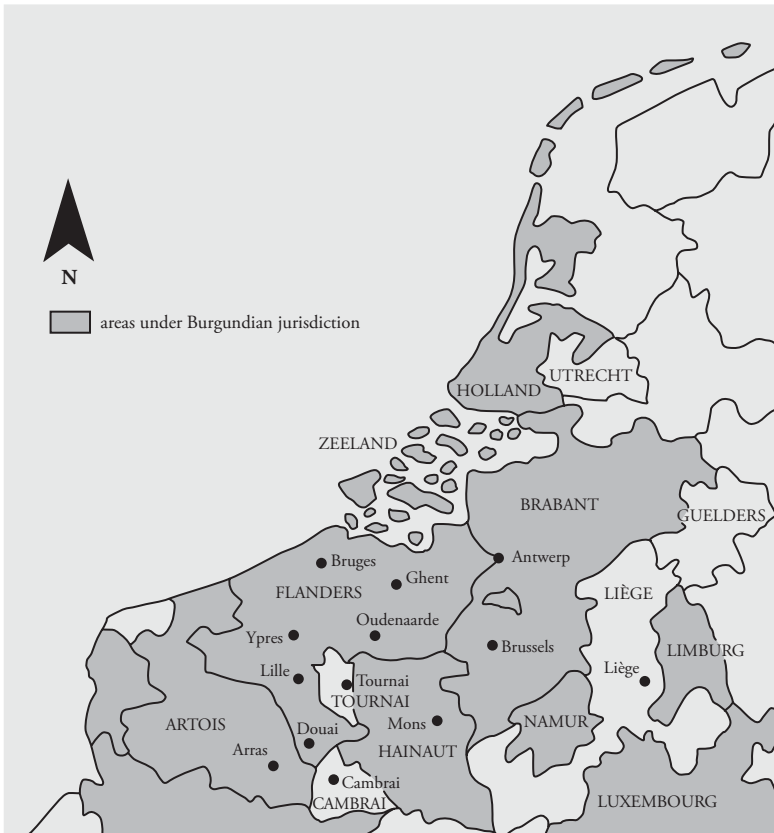 N
areas under Burgundian jurisdiction
UTRECHT
HOLLAND
ZEELAND
BRABANT
GUELDERS
Bruges
Antwerp
Ghent
FLANDERS
LIÈGE
Oudenaarde
Ypres
Brussels
LIMBURG
Lille
Liège
Tournai
TOURNAI
ARTOIS
Douai
Mons
NAMUR
Arras
HAINAUT
Cambrai
CAMBRAI
LUXEMBOURG